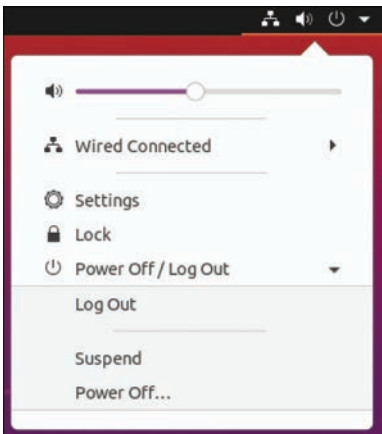 Wired Connected
Settings
Lock
Power Off / Log Out
Log Out
Suspend
Power Off...